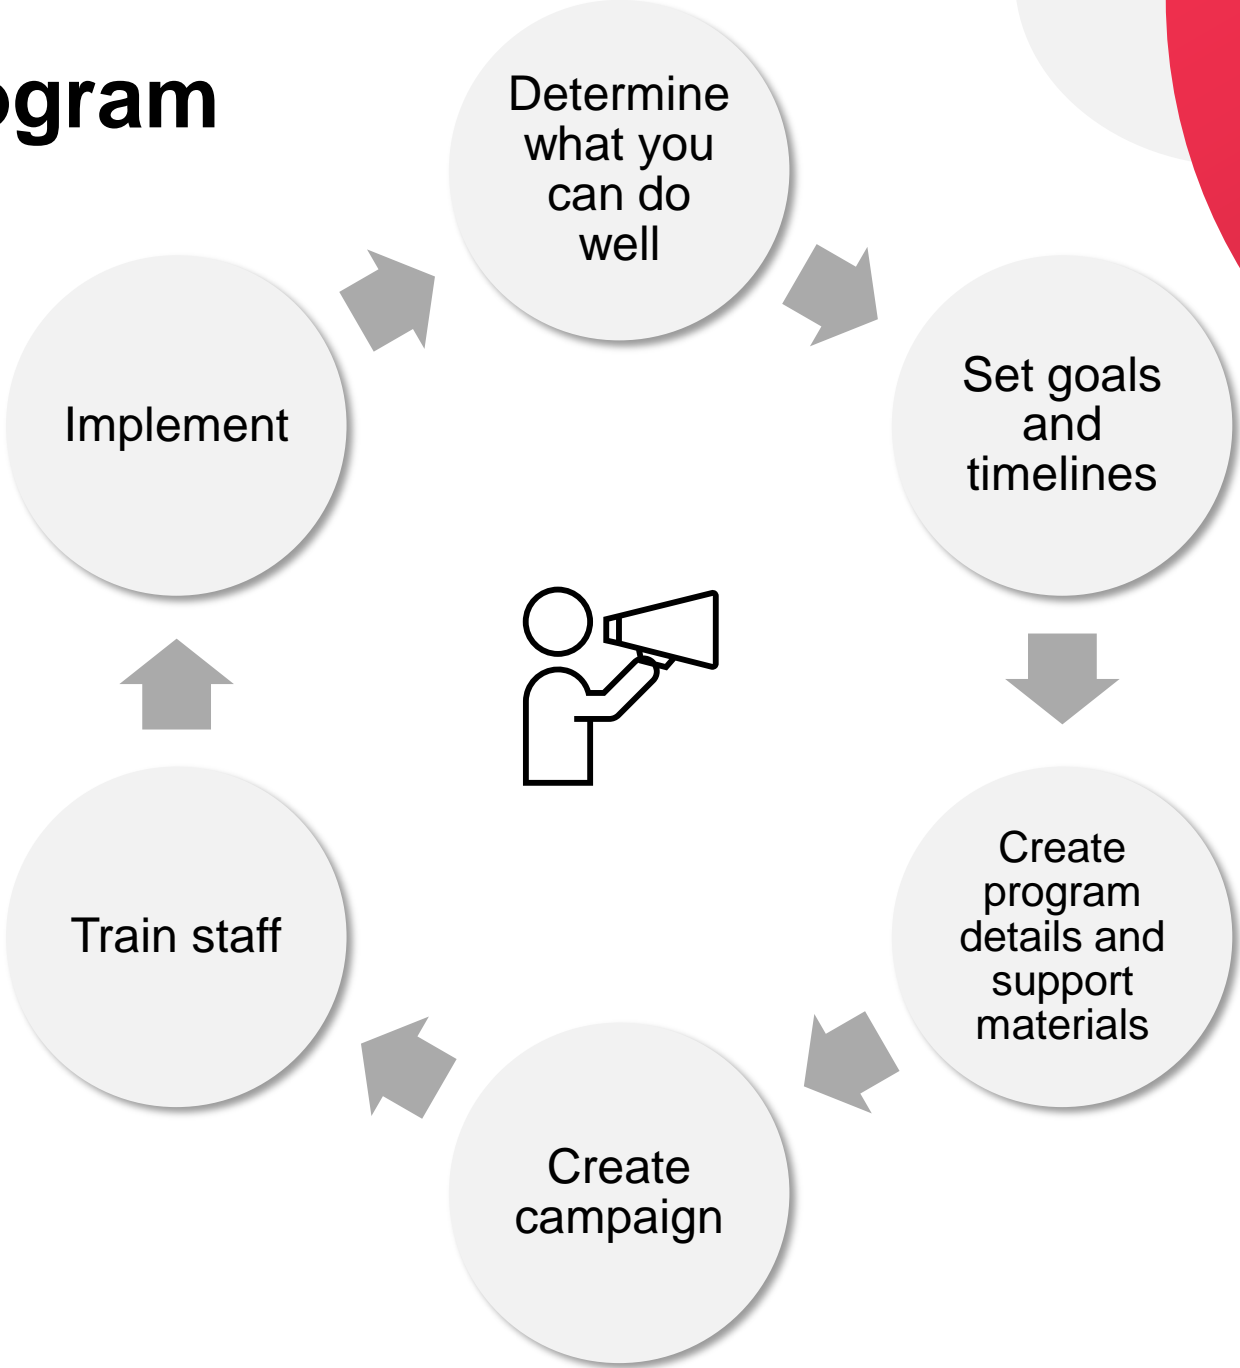 ogram
Determine
what you
can do
well
Set goals
and
timelines
Create
program
details and
support
materials
Create
campaign
Train staff
Implement